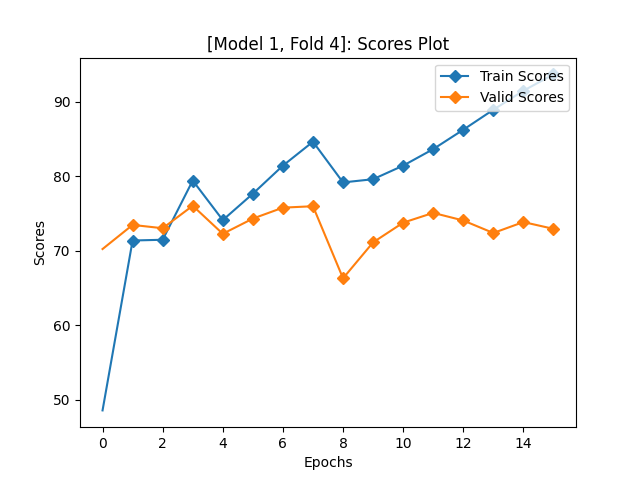 [Model 1, Fold 4]: Scores Plot
Train Scores
Valid Scores
90
80
70
60
50
Scores
0 2 4 6 8 10 12 14
Epochs